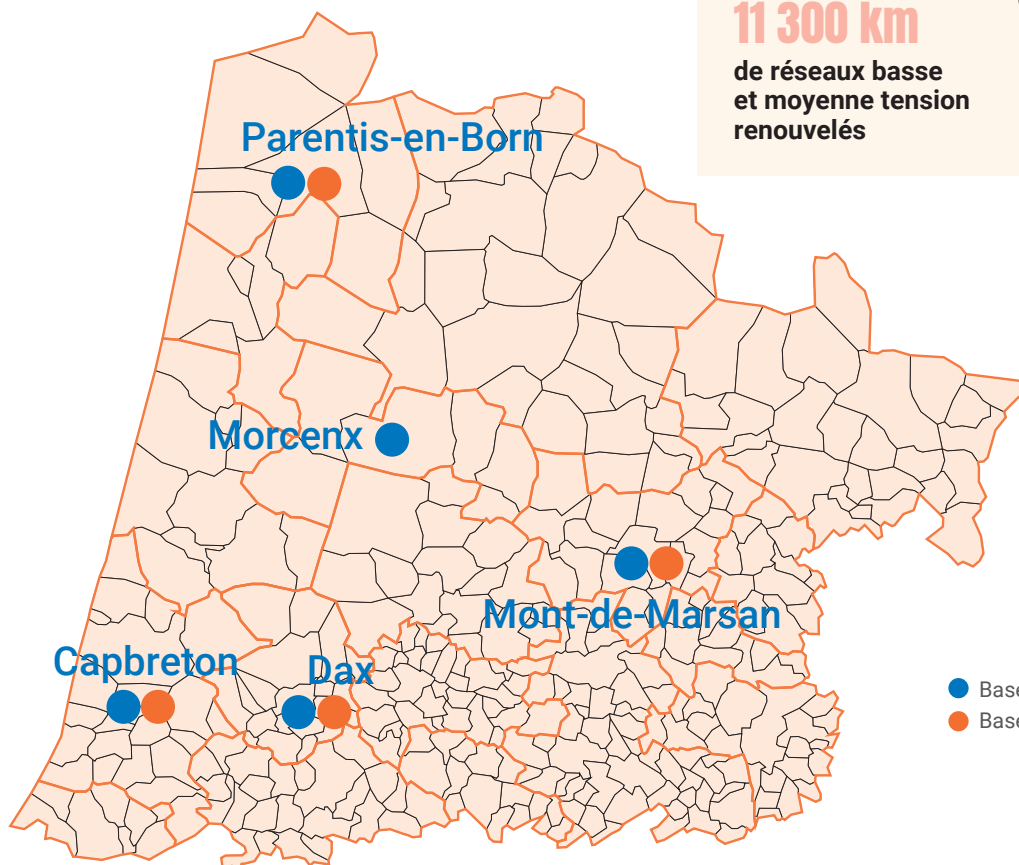 11 300 km
de réseaux basse
et moyenne tension
renouvelés
Parentis-en-Born
Morcenx
Mont-de-Marsan
Capbreton
Dax
Base
Base